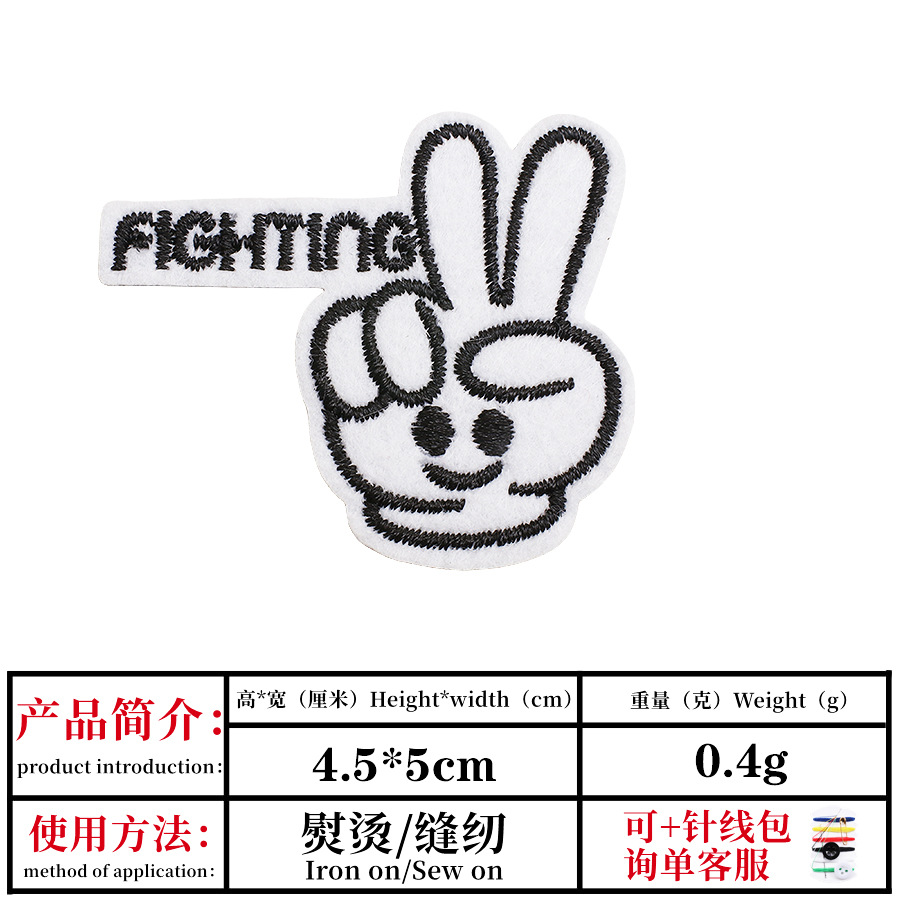 FIGHTING
产品简介：
product introduction:
高*宽（厘米）Height*width（cm）
重量（克）Weight（g）
4.5*5cm
0.4g
使用方法：
method of application:
熨烫/缝纫
Iron on/Sew on
可+针线包
询单客服